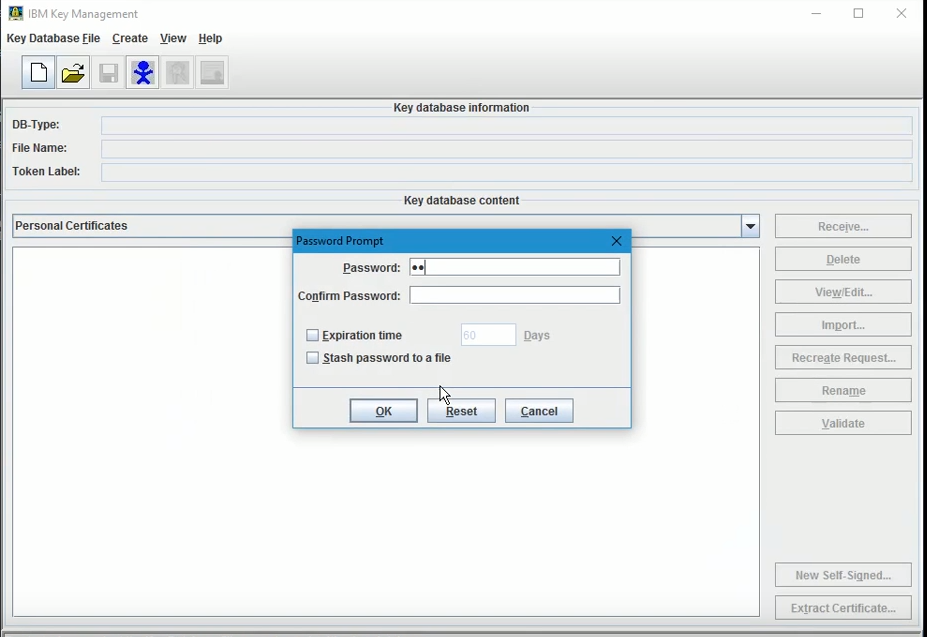 IBM Key Management
Key Database File Create View Help
Key database information
DB-Type:
File Name:
Token Label:
Key database content
Personal Certificates
Receive...
Delete
View/Edit...
Import...
Recreate Request...
Rename
Validate
New Self-Signed...
Extract Certificate...
Password Prompt
Password: ••
Confirm Password:
Expiration time 60 Days
Stash password to a file
OK Reset Cancel